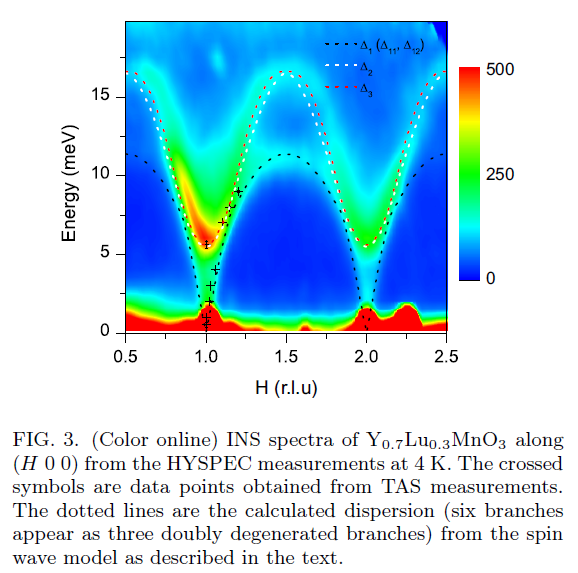 Δ1 (Δ11, Δ12)
Δ2
Δ3
500
250
0
Energy (meV)
15
10
5
0
0.5 1.0 1.5 2.0 2.5
H (r.l.u)
FIG. 3. (Color online) INS spectra of Y0.7Lu0.3MnO3 along
(H 0 0) from the HYSPEC measurements at 4 K. The crossed
symbols are data points obtained from TAS measurements.
The dotted lines are the calculated dispersion (six branches
appear as three doubly degenerated branches) from the spin
wave model as described in the text.